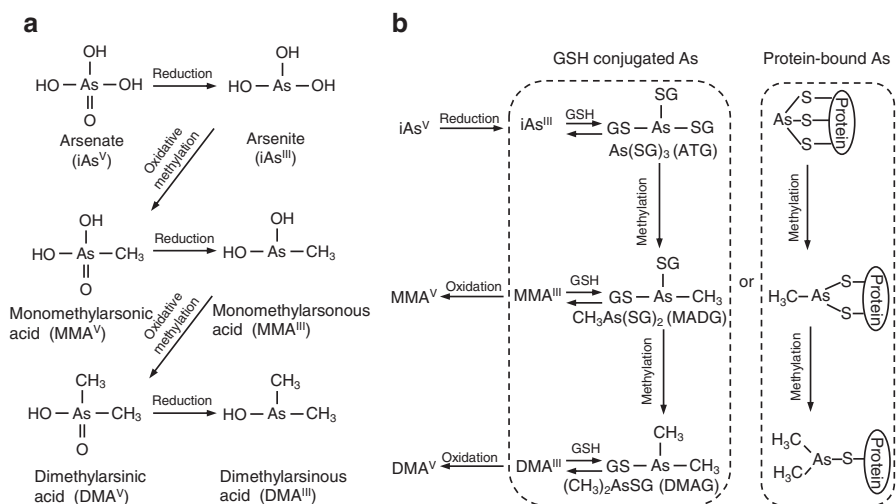 a
OH
HO—As—OH
O
Arsenate
(iAsⱽ)
Reduction
OH
HO—As—OH
Arsenite
(iAsᴵᴵᴵ)
Oxidative
methylation
OH
HO—As—CH₃
O
Monomethylarsonic
acid (MMAⱽ)
Reduction
OH
HO—As—CH₃
Monomethylarsonous
acid (MMAᴵᴵᴵ)
Oxidative
methylation
CH₃
HO—As—CH₃
O
Dimethylarsinic
acid (DMAⱽ)
Reduction
CH₃
HO—As—CH₃
Dimethylarsinous
acid (DMAᴵᴵᴵ)
b
GSH conjugated As
Protein-bound As
iAsⱽ
Reduction
iAsᴵᴵᴵ
GSH
SG
GS—As—SG
As(SG)₃ (ATG)
Methylation
MMAⱽ
Oxidation
MMAᴵᴵᴵ
GSH
SG
GS—As—CH₃
CH₃As(SG)₂ (MADG)
Methylation
DMAⱽ
Oxidation
DMAᴵᴵᴵ
GSH
CH₃
GS—As—CH₃
(CH₃)₂AsSG (DMAG)
or
S
As—S
S
Protein
Methylation
S
H₃C—As
S
Protein
Methylation
H₃C
As—S
H₃C
Protein